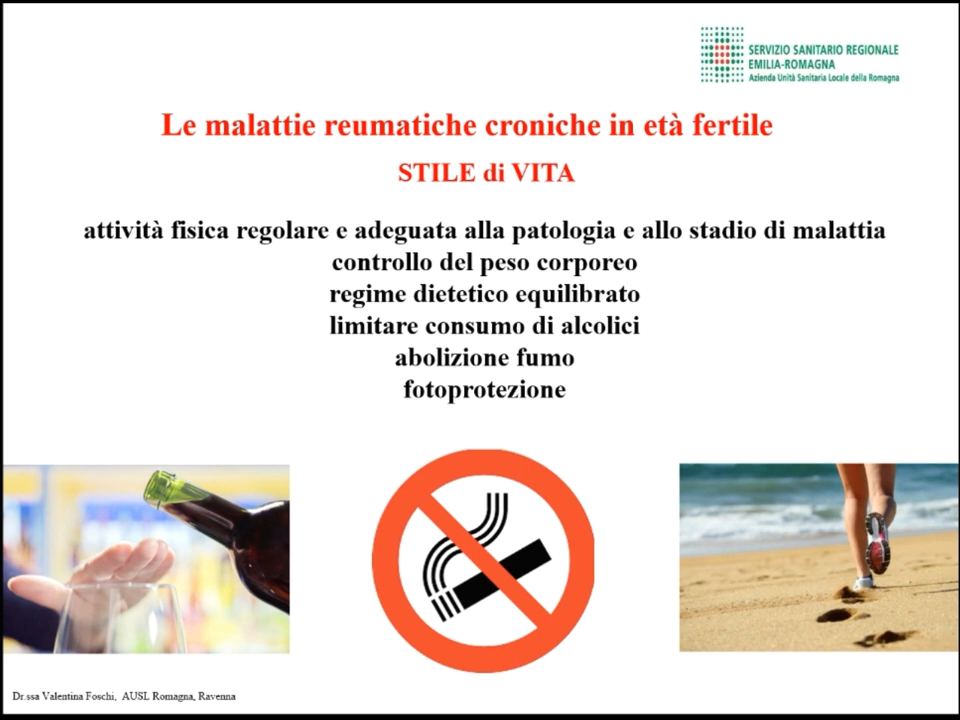 SERVIZIO SANITARIO REGIONALE
EMILIA-ROMAGNA
Azienda Unità Sanitaria Locale della Romagna
Le malattie reumatiche croniche in età fertile
STILE di VITA
attività fisica regolare e adeguata alla patologia e allo stadio di malattia
controllo del peso corporeo
regime dietetico equilibrato
limitare consumo di alcolici
abolizione fumo
fotoprotezione
Dr.ssa Valentina Foschi, AUSL Romagna, Ravenna